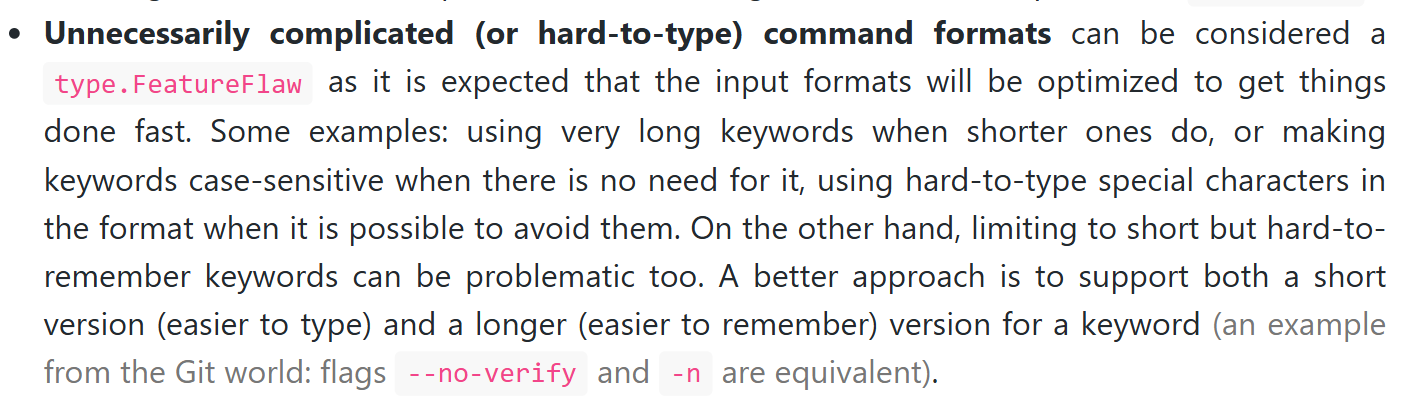 • Unnecessarily complicated (or hard-to-type) command formats can be considered a
type.FeatureFlaw as it is expected that the input formats will be optimized to get things
done fast. Some examples: using very long keywords when shorter ones do, or making
keywords case-sensitive when there is no need for it, using hard-to-type special characters in
the format when it is possible to avoid them. On the other hand, limiting to short but hard-to-
remember keywords can be problematic too. A better approach is to support both a short
version (easier to type) and a longer (easier to remember) version for a keyword (an example
from the Git world: flags --no-verify and -n are equivalent).